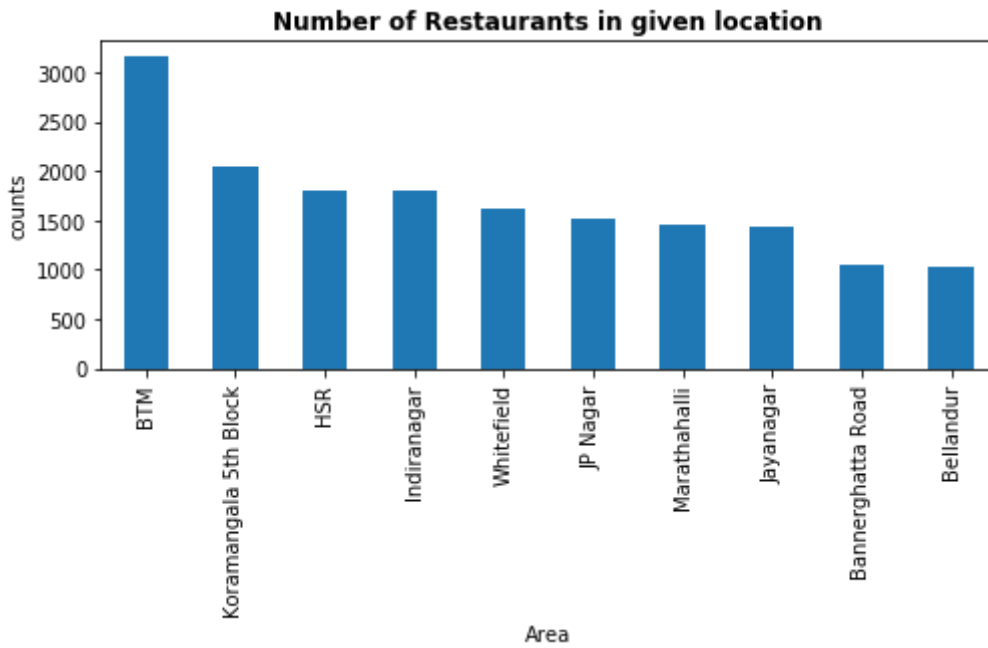 Number of Restaurants in given location
counts
3000
2500
2000
1500
1000
500
0
BTM
Koramangala 5th Block
HSR
Indiranagar
Whitefield
JP Nagar
Marathahalli
Jayanagar
Bannerghatta Road
Bellandur
Area